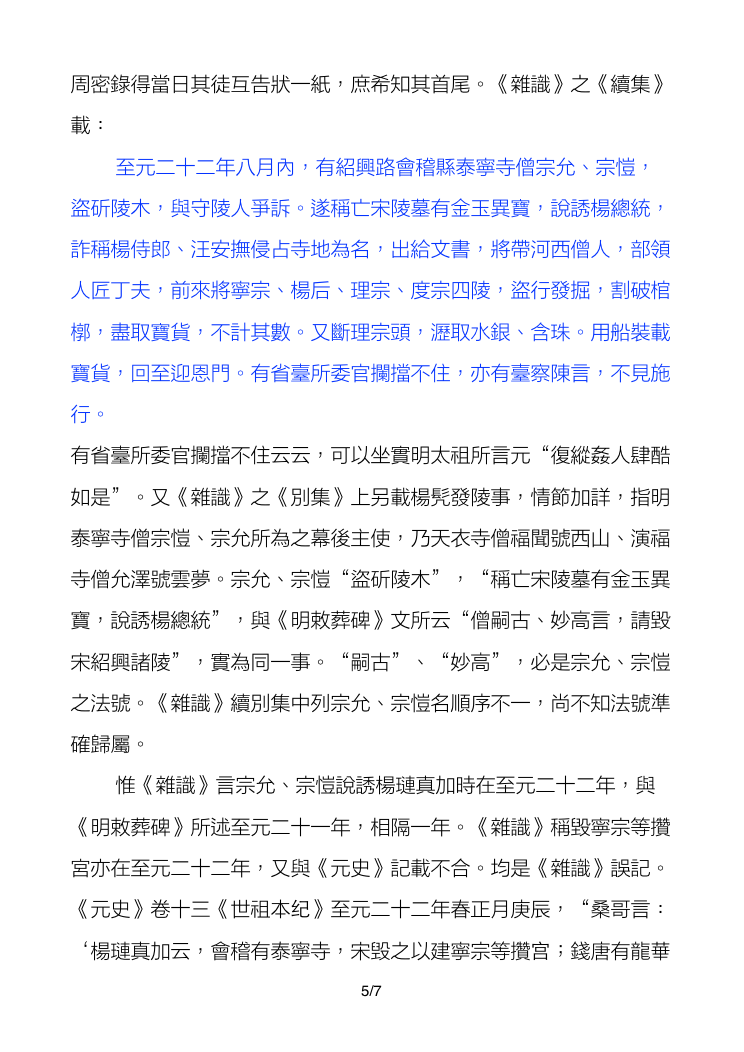 周密錄得當日其徒互告狀一紙，庶希知其首尾。《雜識》之《續集》
載：
至元二十二年八月內，有紹興路會稽縣泰寧寺僧宗允、宗愷，
盜斫陵木，與守陵人爭訴。遂稱亡宋陵墓有金玉異寶，說誘楊總統，
詐稱楊侍郎、汪安撫侵占寺地為名，出給文書，將帶河西僧人，部領
人匠丁夫，前來將寧宗、楊后、理宗、度宗四陵，盜行發掘，割破棺
槨，盡取寶貨，不計其數。又斷理宗頭，瀝取水銀、含珠。用船裝載
寶貨，回至迎恩門。有省臺所委官攔擋不住，亦有臺察陳言，不見施
行。
有省臺所委官攔擋不住云云，可以坐實明太祖所言元“復縱姦人肆酷
如是”。又《雜識》之《別集》上另載楊髡發陵事，情節加詳，指明
泰寧寺僧宗愷、宗允所為之幕後主使，乃天衣寺僧福聞號西山、演福
寺僧允澤號雲夢。宗允、宗愷“盜斫陵木”，“稱亡宋陵墓有金玉異
寶，說誘楊總統”，與《明敕葬碑》文所云“僧嗣古、妙高言，請毀
宋紹興諸陵”，實為同一事。“嗣古”、“妙高”，必是宗允、宗愷
之法號。《雜識》續別集中列宗允、宗愷名順序不一，尚不知法號準
確歸屬。
惟《雜識》言宗允、宗愷說誘楊璉真加時在至元二十二年，與
《明敕葬碑》所述至元二十一年，相隔一年。《雜識》稱毀寧宗等攢
宮亦在至元二十二年，又與《元史》記載不合。均是《雜識》誤記。
《元史》卷十三《世祖本纪》至元二十二年春正月庚辰，“桑哥言：
‘楊璉真加云，會稽有泰寧寺，宋毀之以建寧宗等攢宮；錢唐有龍華
5/7